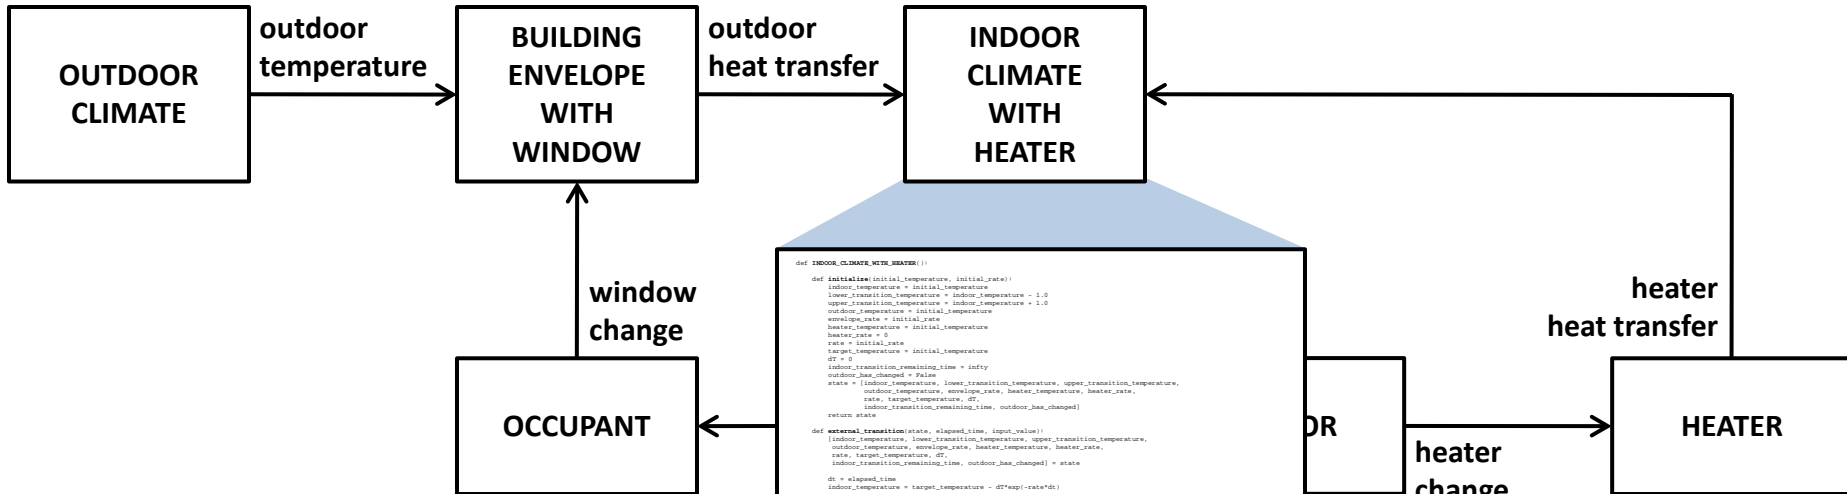 OUTDOOR
CLIMATE
outdoor
temperature
BUILDING
ENVELOPE
WITH
WINDOW
outdoor
heat transfer
INDOOR
CLIMATE
WITH
HEATER
window
change
heater
heat transfer
def INDOOR_CLIMATE_WITH_HEATER():
def initialize(initial_temperature, initial_rate):
indoor_temperature = initial_temperature
lower_transition_temperature = indoor_temperature - 1.0
upper_transition_temperature = indoor_temperature + 1.0
outdoor_temperature = initial_temperature
envelope_rate = initial_rate
heater_temperature = initial_temperature
heater_rate = 0
rate = initial_rate
target_temperature = initial_temperature
dT = 0
indoor_transition_remaining_time = infty
outdoor_has_changed = False
state = [indoor_temperature, lower_transition_temperature, upper_transition_temperature,
outdoor_temperature, envelope_rate, heater_temperature, heater_rate,
rate, target_temperature, dT,
indoor_transition_remaining_time, outdoor_has_changed]
return state
def external_transition(state, elapsed_time, input_value):
[indoor_temperature, lower_transition_temperature, upper_transition_temperature,
outdoor_temperature, envelope_rate, heater_temperature, heater_rate,
rate, target_temperature, dT,
indoor_transition_remaining_time, outdoor_has_changed] = state
dt = elapsed_time
indoor_temperature = target_temperature - dT*exp(-rate*dt)
OCCUPANT
OR
heater
change
HEATER